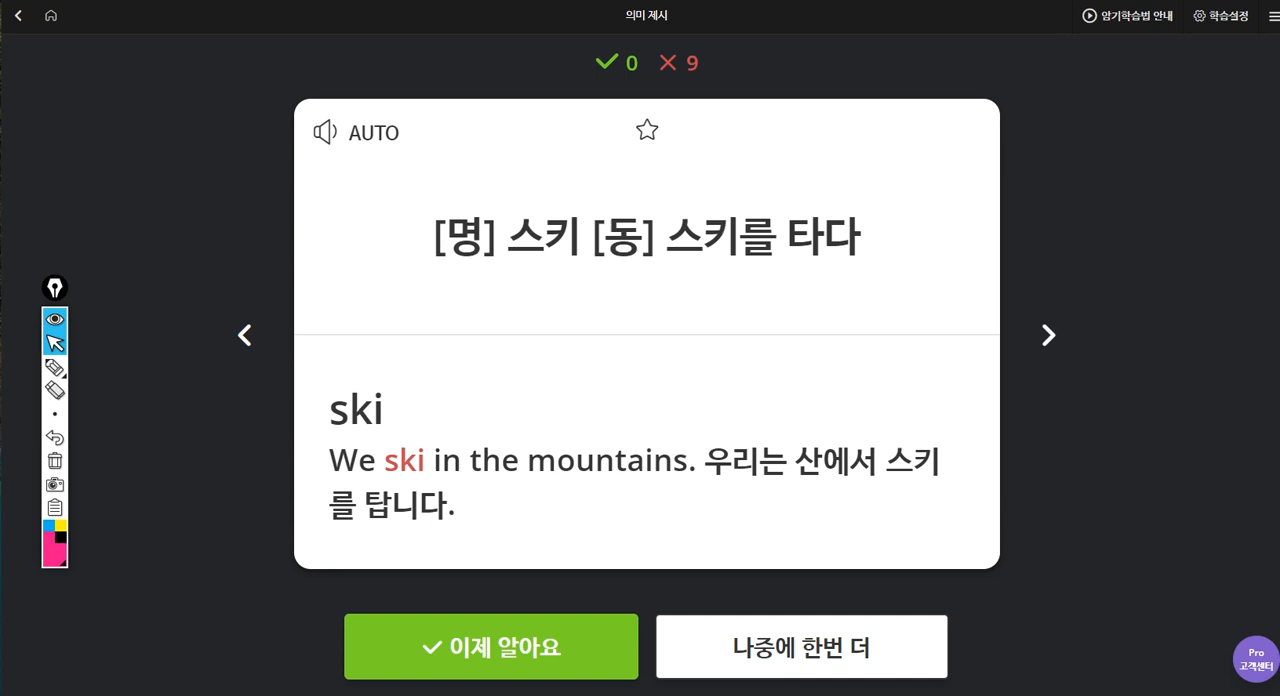 의미 제시
암기학습법 안내
학습설정
0
9
AUTO
[명] 스키 [동] 스키를 타다
ski
We ski in the mountains. 우리는 산에서 스키
를 탑니다.
이제 알아요
나중에 한번 더
Pro
고객센터